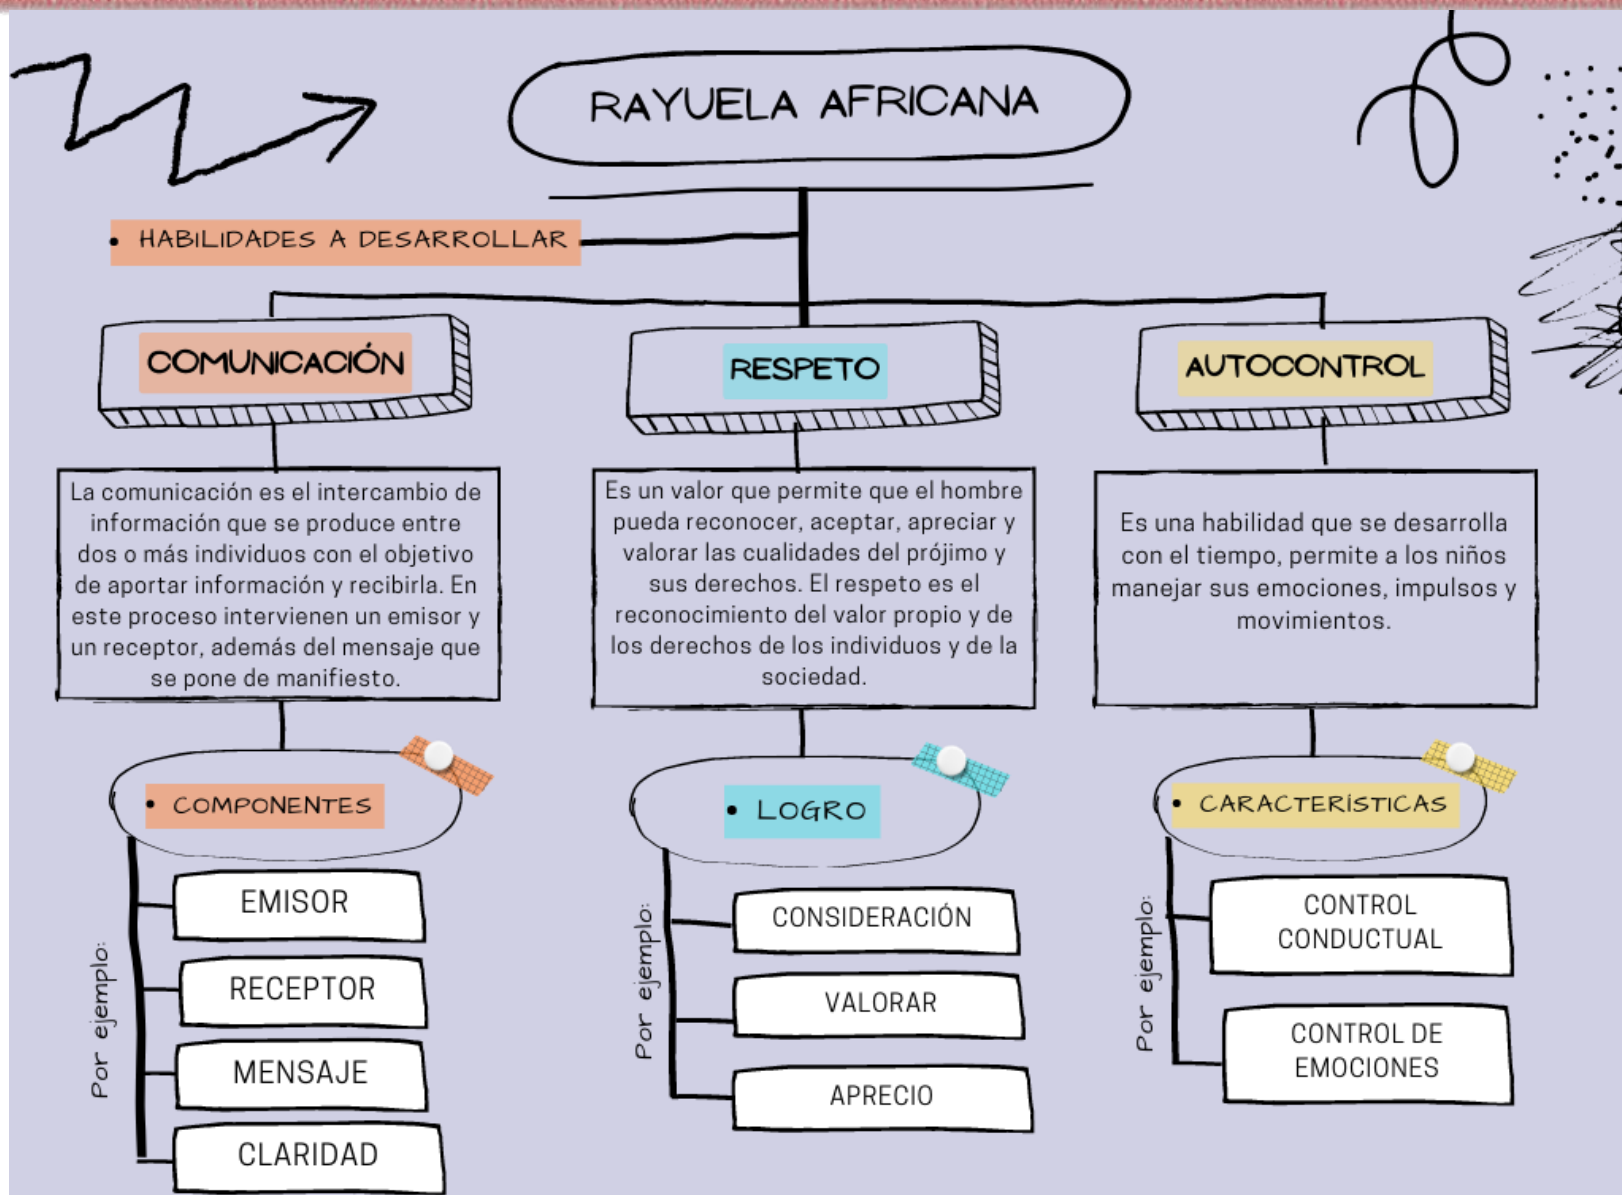 RAYUELA AFRICANA
• HABILIDADES A DESARROLLAR
COMUNICACIÓN
La comunicación es el intercambio de
información que se produce entre
dos o más individuos con el objetivo
de aportar información y recibirla. En
este proceso intervienen un emisor y
un receptor, además del mensaje que
se pone de manifiesto.
• COMPONENTES
Por ejemplo:
EMISOR
RECEPTOR
MENSAJE
CLARIDAD
RESPETO
Es un valor que permite que el hombre
pueda reconocer, aceptar, apreciar y
valorar las cualidades del prójimo y
sus derechos. El respeto es el
reconocimiento del valor propio y de
los derechos de los individuos y de la
sociedad.
• LOGRO
Por ejemplo:
CONSIDERACIÓN
VALORAR
APRECIO
AUTOCONTROL
Es una habilidad que se desarrolla
con el tiempo, permite a los niños
manejar sus emociones, impulsos y
movimientos.
• CARACTERÍSTICAS
Por ejemplo:
CONTROL
CONDUCTUAL
CONTROL DE
EMOCIONES